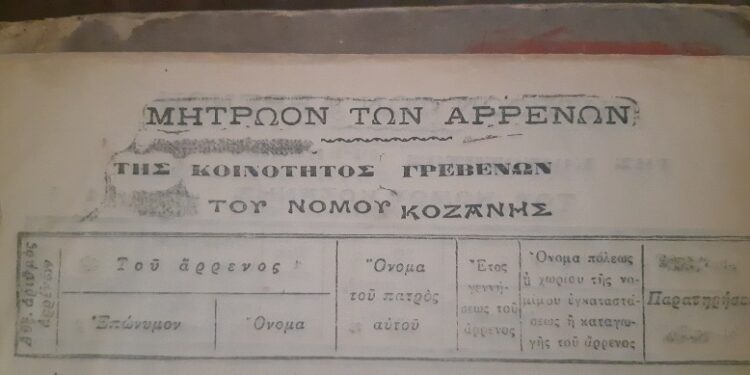 ΜΗΤΡΩΟΝ ΤΩΝ ΑΡΡΕΝΩΝ
ΤΗΣ ΚΟΙΝΟΤΗΤΟΣ ΓΡΕΒΕΝΩΝ
ΤΟΥ ΝΟΜΟΥ ΚΟΖΑΝΗΣ
Τοῦ ἄρρενος
Ἐπώνυμον
Ὄνομα
Ὄνομα
τοῦ πατρὸς
αὐτοῦ
Ἔτος
γεννή-
σεως τοῦ
ἄρρενος
Ὄνομα πόλεως
ἢ χωρίου τῆς νο-
μίμου ἐγκαταστά-
σεως ἢ καταγω-
γῆς τοῦ ἄρρενος
Παρατηρήσει